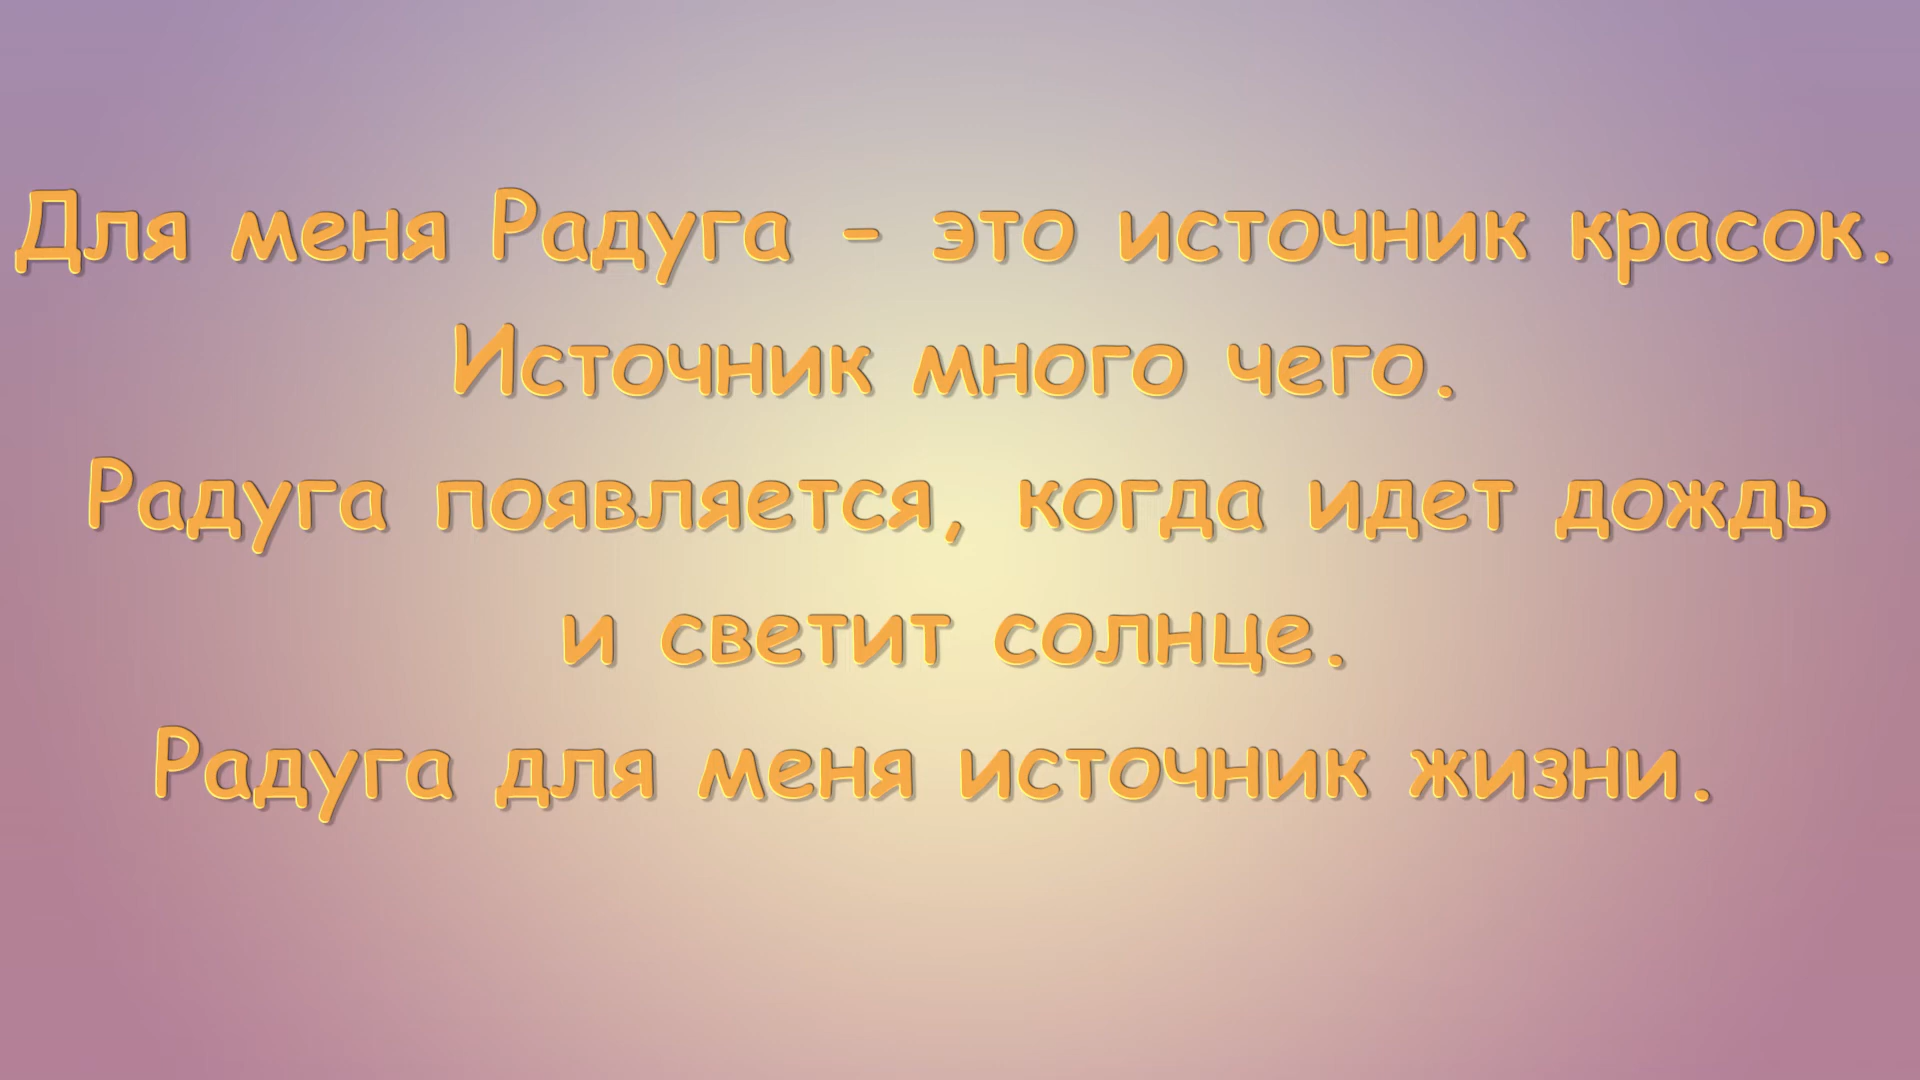 Для меня Радуга - это источник красок.
Источник много чего.
Радуга появляется, когда идет дождь
и светит солнце.
Радуга для меня источник жизни.